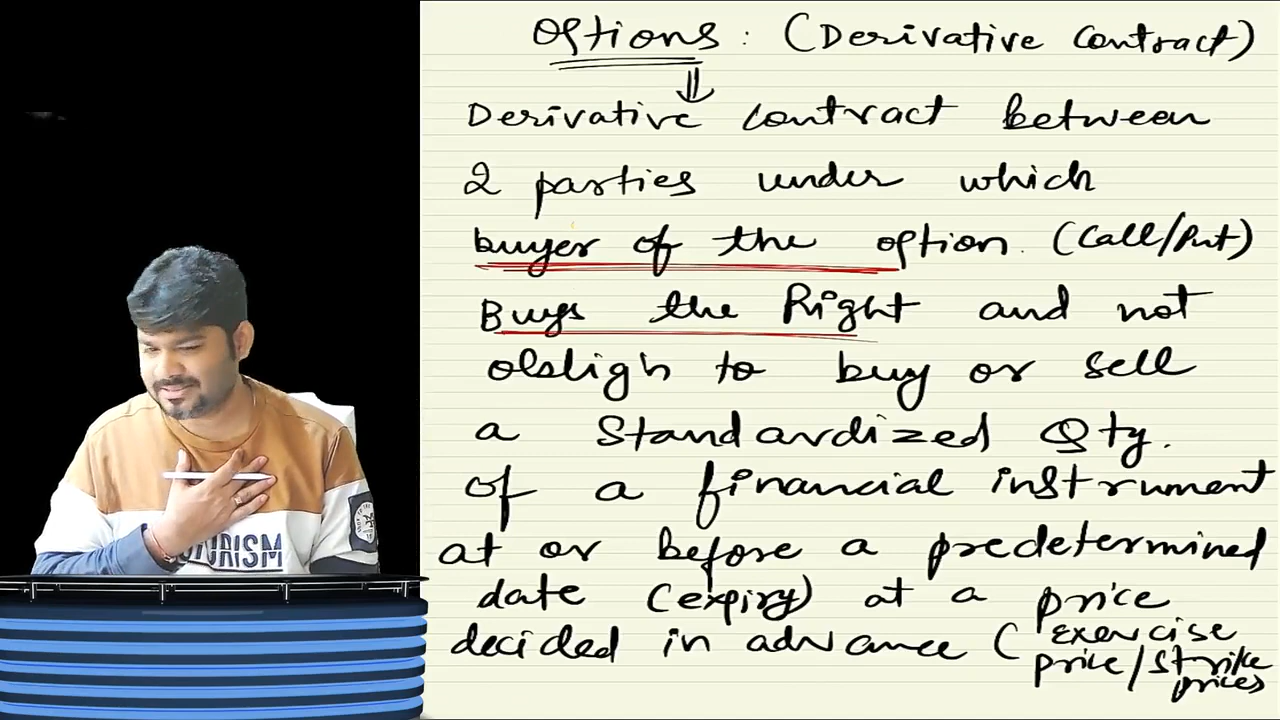 Options : (Derivative Contract)
⇓
Derivative contract between
2 parties under which
buyer of the option. (Call/Put)
Buys the Right and not
oblign to buy or sell
a Standardized Qty.
of a financial instrument
at or before a predetermined
date (expiry) at a price
decided in advance (exercise
price/Strike
prices
URISM